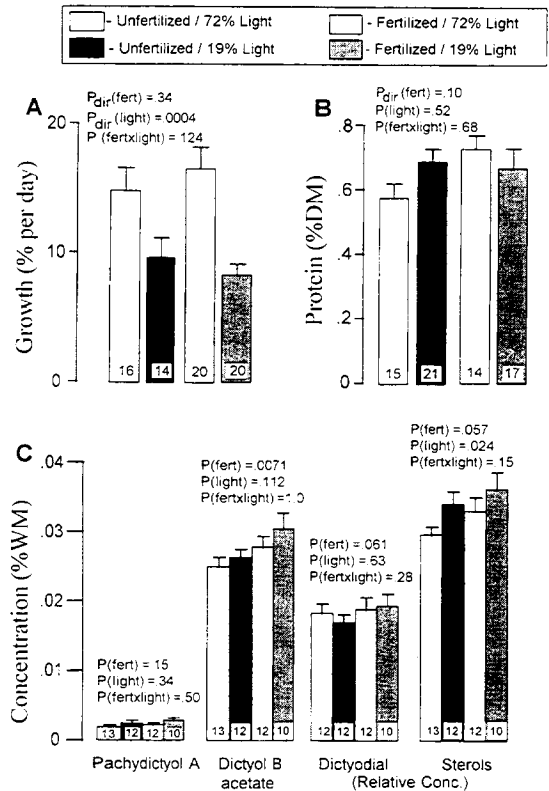 - Unfertilized / 72% Light
- Fertilized / 72% Light
- Unfertilized / 19% Light
- Fertilized / 19% Light
A
Pdir(fert) = .34
Pdir(light) = .0004
P (fertxlight) = 124
Growth (% per day)
20
10
0
16 14 20 20
B
Pdir(fert) = .10
P(light) = .52
P(fertxlight) = .68
Protein (%DM)
.8
.6
.4
.2
0
15 21 14 17
C
Concentration (%WM)
.04
.03
.02
.01
0
P(fert) = 15
P(light) = .34
P(fertxlight) = .50
13 12 12 10
Pachydictyol A
P(fert) = .0071
P(light) = .112
P(fertxlight) = 1.0
13 12 12 10
Dictyol B
acetate
P(fert) = .061
P(light) = .63
P(fertxlight) = .28
12 12 12 10
Dictyodial
P(fert) = .057
P(light) = .024
P(fertxlight) = .15
13 12 12 10
Sterols
(Relative Conc.)